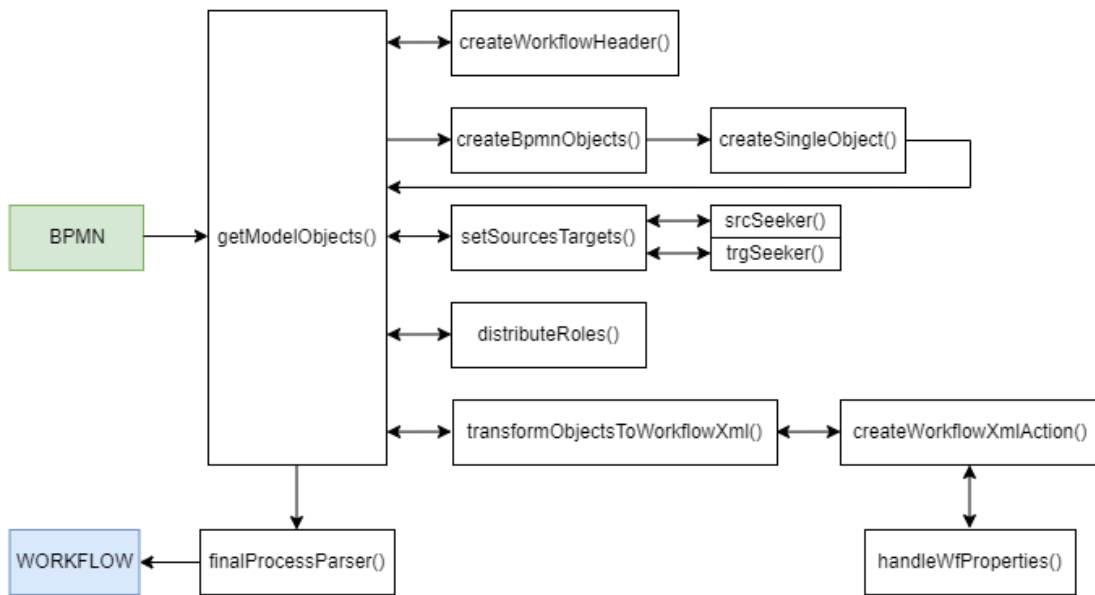 createWorkflowHeader()
createBpmnObjects()
createSingleObject()
BPMN
getModelObjects()
setSourcesTargets()
srcSeeker()
trgSeeker()
distributeRoles()
transformObjectsToWorkflowXml()
createWorkflowXmlAction()
WORKFLOW
finalProcessParser()
handleWfProperties()